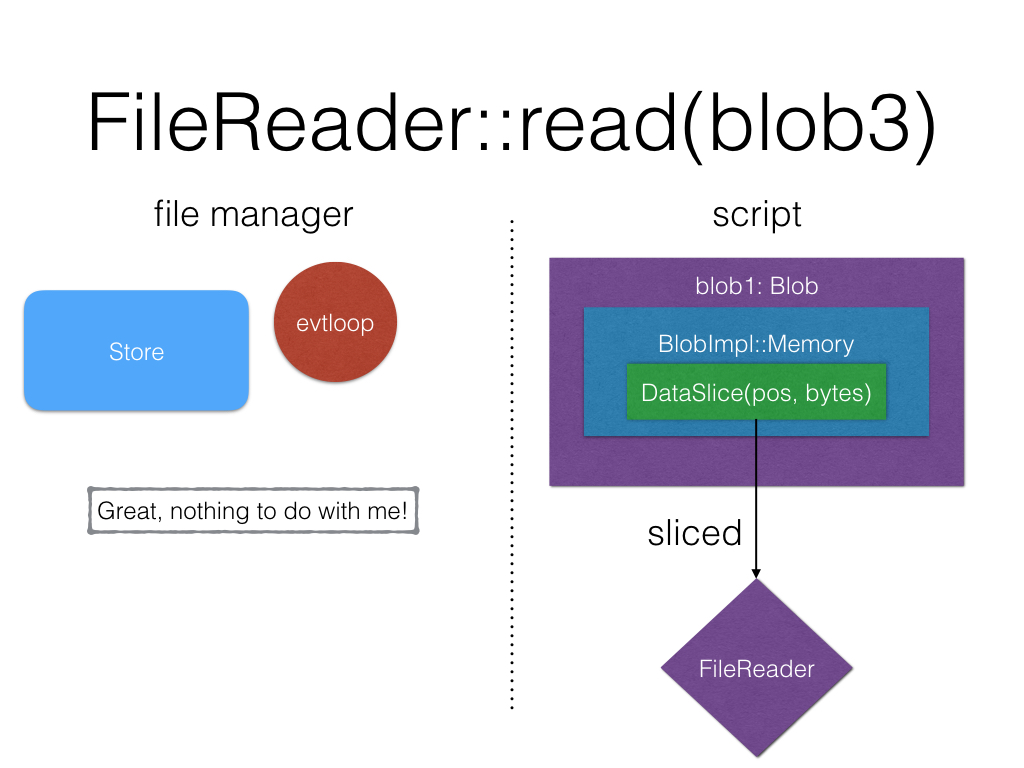 FileReader::read(blob3)
file manager
script
evtloop
Store
blob1: Blob
BlobImpl::Memory
DataSlice(pos, bytes)
Great, nothing to do with me!
sliced
FileReader